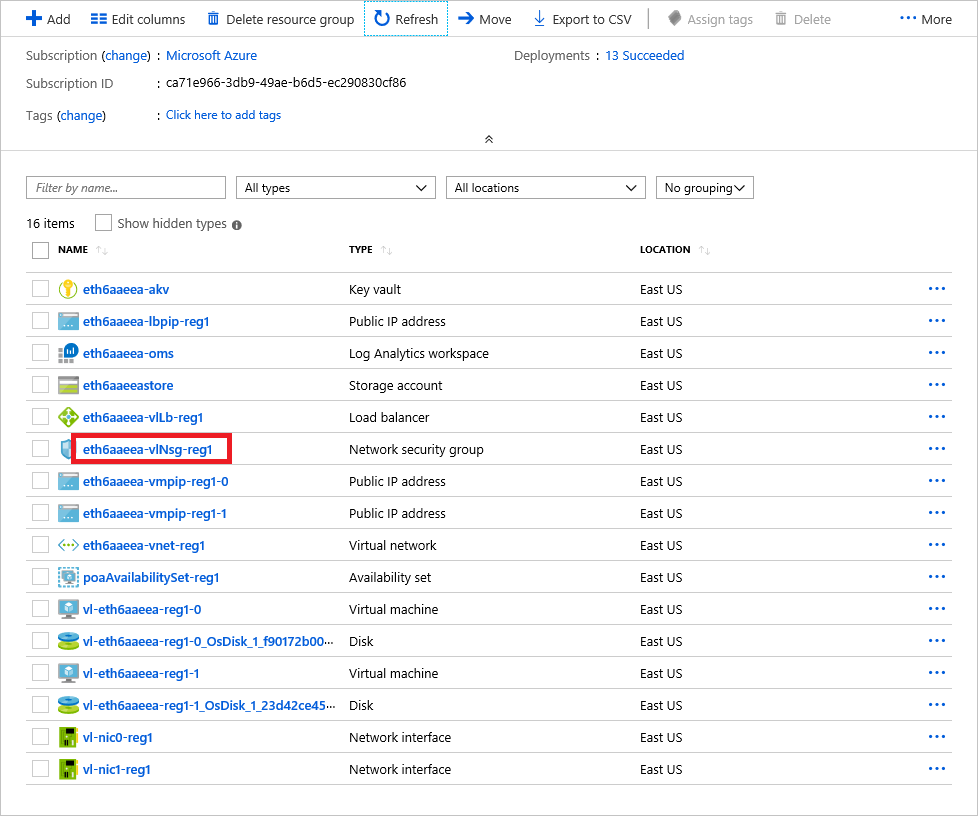 Add Edit columns Delete resource group Refresh Move Export to CSV Assign tags Delete More
Subscription (change) : Microsoft Azure Deployments : 13 Succeeded
Subscription ID : ca71e966-3db9-49ae-b6d5-ec290830cf86
Tags (change) : Click here to add tags
Filter by name... All types All locations No grouping
16 items Show hidden types
NAME TYPE LOCATION
eth6aaeea-akv Key vault East US
eth6aaeea-lbpip-reg1 Public IP address East US
eth6aaeea-oms Log Analytics workspace East US
eth6aaeeastore Storage account East US
eth6aaeea-vlLb-reg1 Load balancer East US
eth6aaeea-vlNsg-reg1 Network security group East US
eth6aaeea-vmpip-reg1-0 Public IP address East US
eth6aaeea-vmpip-reg1-1 Public IP address East US
eth6aaeea-vnet-reg1 Virtual network East US
poaAvailabilitySet-reg1 Availability set East US
vl-eth6aaeea-reg1-0 Virtual machine East US
vl-eth6aaeea-reg1-0_OsDisk_1_f90172b00··· Disk East US
vl-eth6aaeea-reg1-1 Virtual machine East US
vl-eth6aaeea-reg1-1_OsDisk_1_23d42ce45··· Disk East US
vl-nic0-reg1 Network interface East US
vl-nic1-reg1 Network interface East US